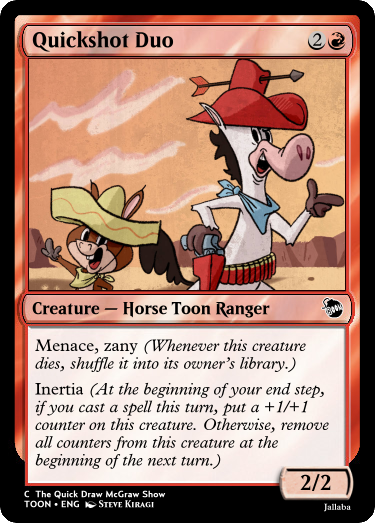 Quickshot Duo 2
Creature — Horse Toon Ranger
Menace, zany (Whenever this creature
dies, shuffle it into its owner's library.)
Inertia (At the beginning of your end step,
if you cast a spell this turn, put a +1/+1
counter on this creature. Otherwise, remove
all counters from this creature at the
beginning of the next turn.)
2/2
C The Quick Draw McGraw Show
TOON • ENG Steve Kiragi
Jallaba